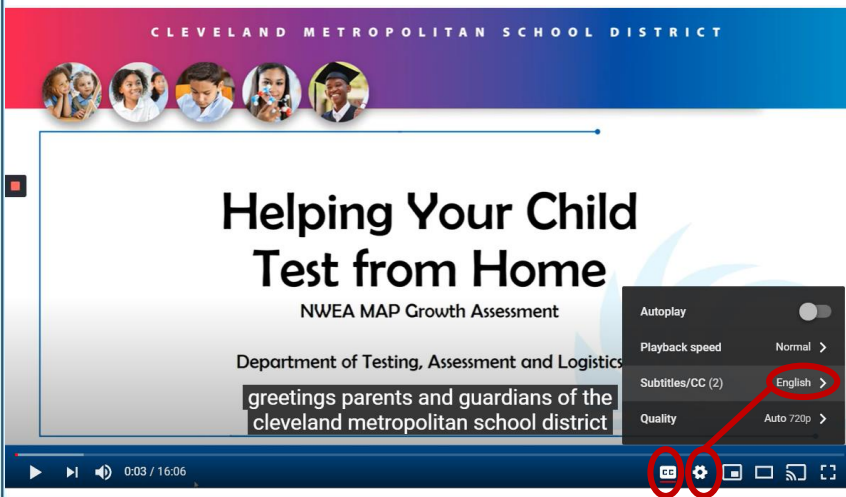 CLEVELAND METROPOLITAN SCHOOL DISTRICT
Helping Your Child
Test from Home
NWEA MAP Growth Assessment
Department of Testing, Assessment and Logistics
greetings parents and guardians of the
cleveland metropolitan school district
Autoplay
Playback speed Normal
Subtitles/CC (2) English
Quality Auto 720p
0:03 / 16:06
CC